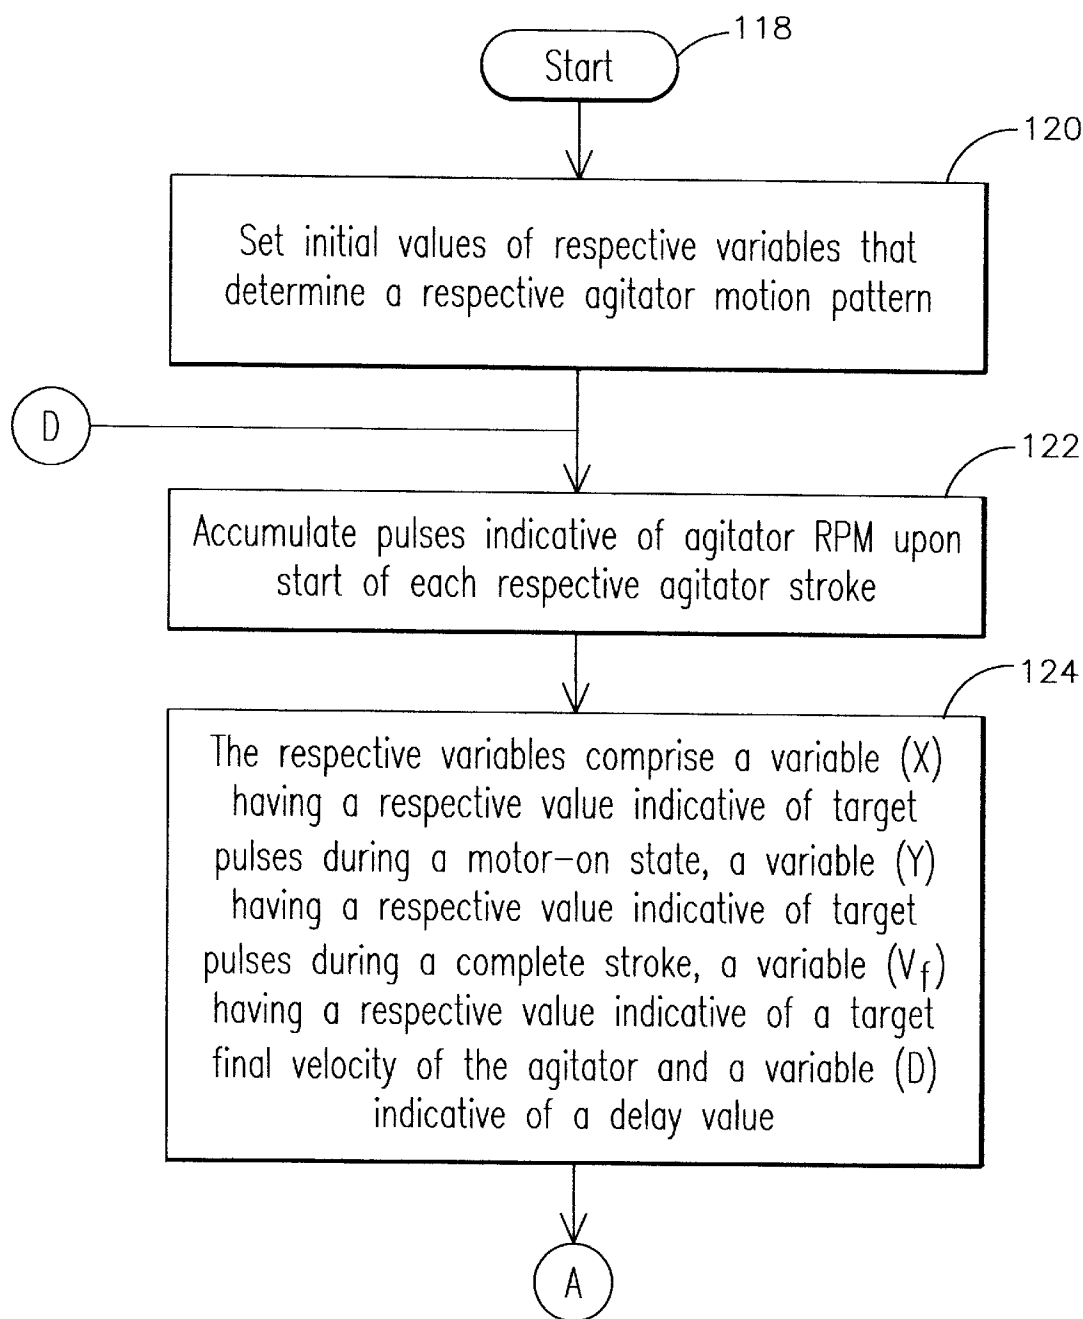 118
Start
120
Set initial values of respective variables that
determine a respective agitator motion pattern
D
122
Accumulate pulses indicative of agitator RPM upon
start of each respective agitator stroke
124
The respective variables comprise a variable (X)
having a respective value indicative of target
pulses during a motor-on state, a variable (Y)
having a respective value indicative of target
pulses during a complete stroke, a variable (Vf)
having a respective value indicative of a target
final velocity of the agitator and a variable (D)
indicative of a delay value
A